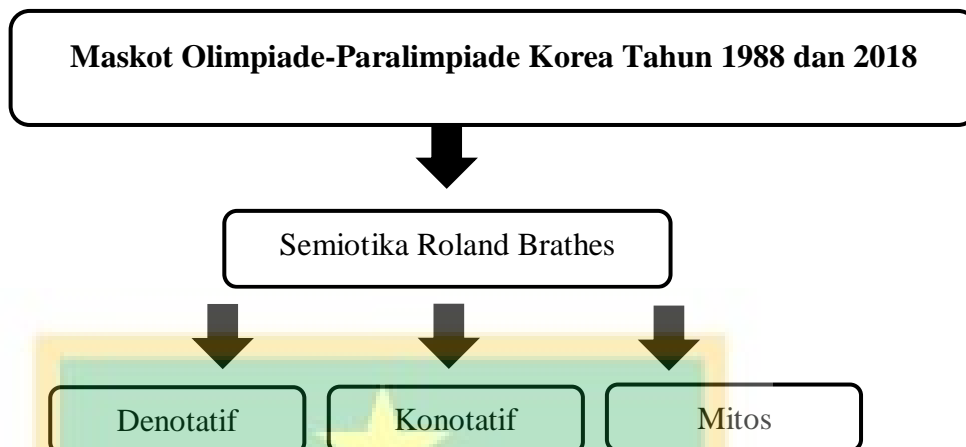 Maskot Olimpiade-Paralimpiade Korea Tahun 1988 dan 2018
Semiotika Roland Brathes
Denotatif
Konotatif
Mitos